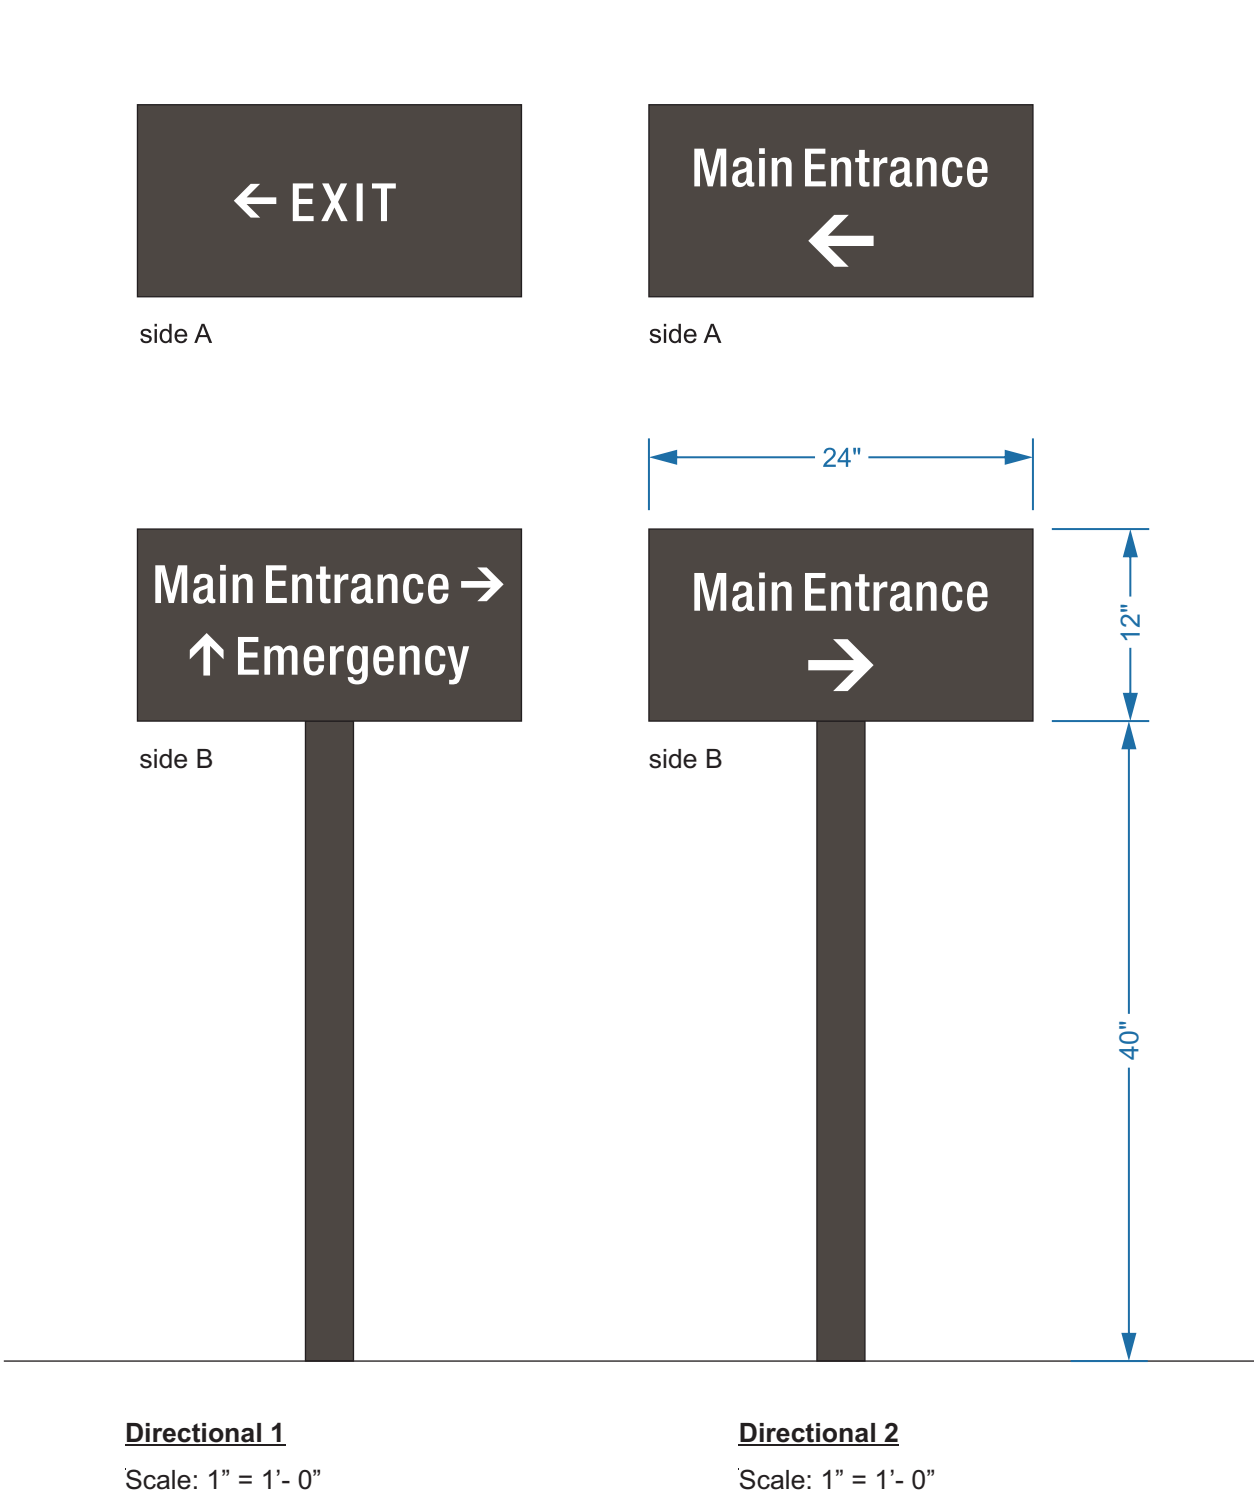 ← EXIT
side A
Main Entrance
←
side A
24"
Main Entrance →
↑ Emergency
side B
Main Entrance
→
side B
12"
40"
Directional 1
Scale: 1” = 1’- 0”
Directional 2
Scale: 1” = 1’- 0”